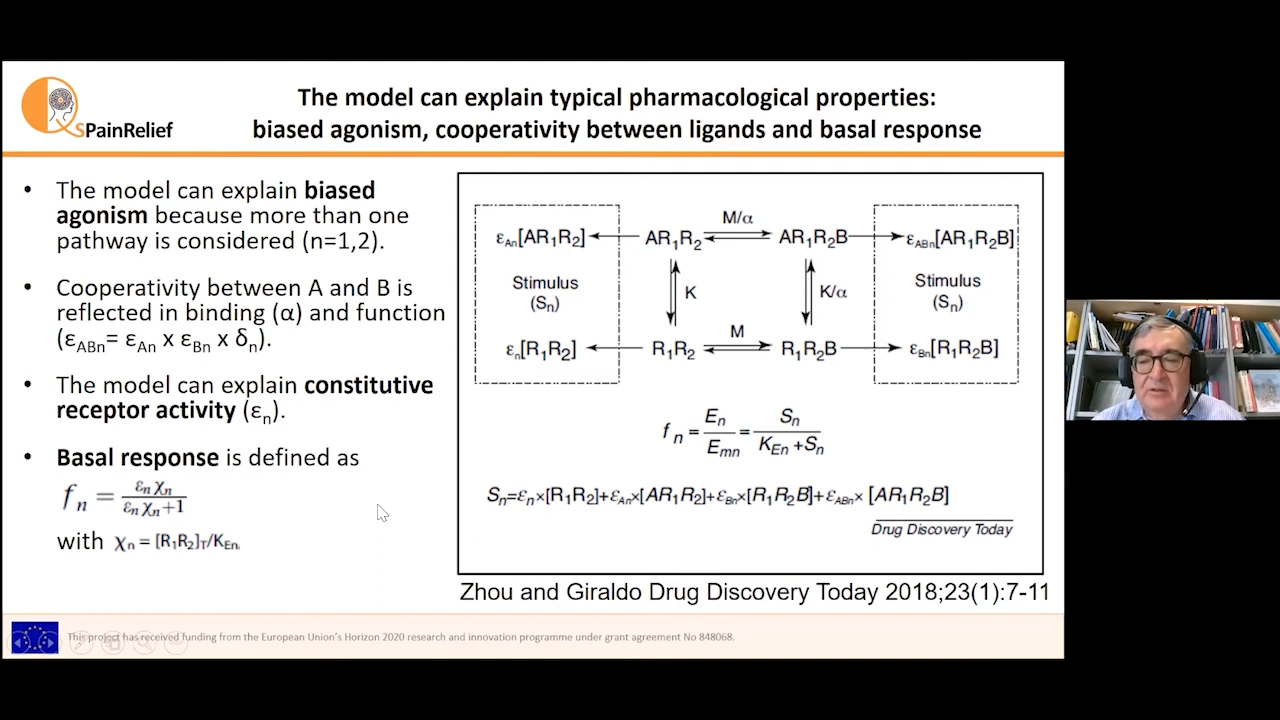 SPainRelief
The model can explain typical pharmacological properties:
biased agonism, cooperativity between ligands and basal response
• The model can explain biased
agonism because more than one
pathway is considered (n=1,2).
• Cooperativity between A and B is
reflected in binding (α) and function
(εABn= εAn x εBn x δn).
• The model can explain constitutive
receptor activity (εn).
• Basal response is defined as
fn = εnχn / εnχn+1
with χn = [R1R2]T/KEn.
M/α
εAn[AR1R2] AR1R2 AR1R2B εABn[AR1R2B]
Stimulus
(Sn)
K
K/α
Stimulus
(Sn)
M
εn[R1R2] R1R2 R1R2B εBn[R1R2B]
fn = En / Emn = Sn / KEn +Sn
Sn=εn×[R1R2]+εAn×[AR1R2]+εBn×[R1R2B]+εABn× [AR1R2B]
Drug Discovery Today
Zhou and Giraldo Drug Discovery Today 2018;23(1):7-11
This project has received funding from the European Union's Horizon 2020 research and innovation programme under grant agreement No 848068.